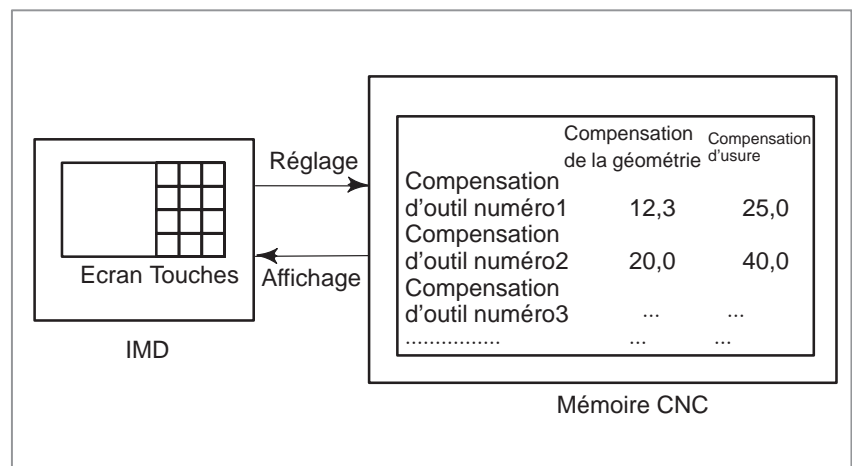 Réglage
Affichage
Ecran Touches
IMD
Compensation
de la géométrie
Compensation
d'usure
Compensation
d'outil numéro1 12,3 25,0
Compensation
d'outil numéro2 20,0 40,0
Compensation
d'outil numéro3 ... ...
................ ... ...
Mémoire CNC